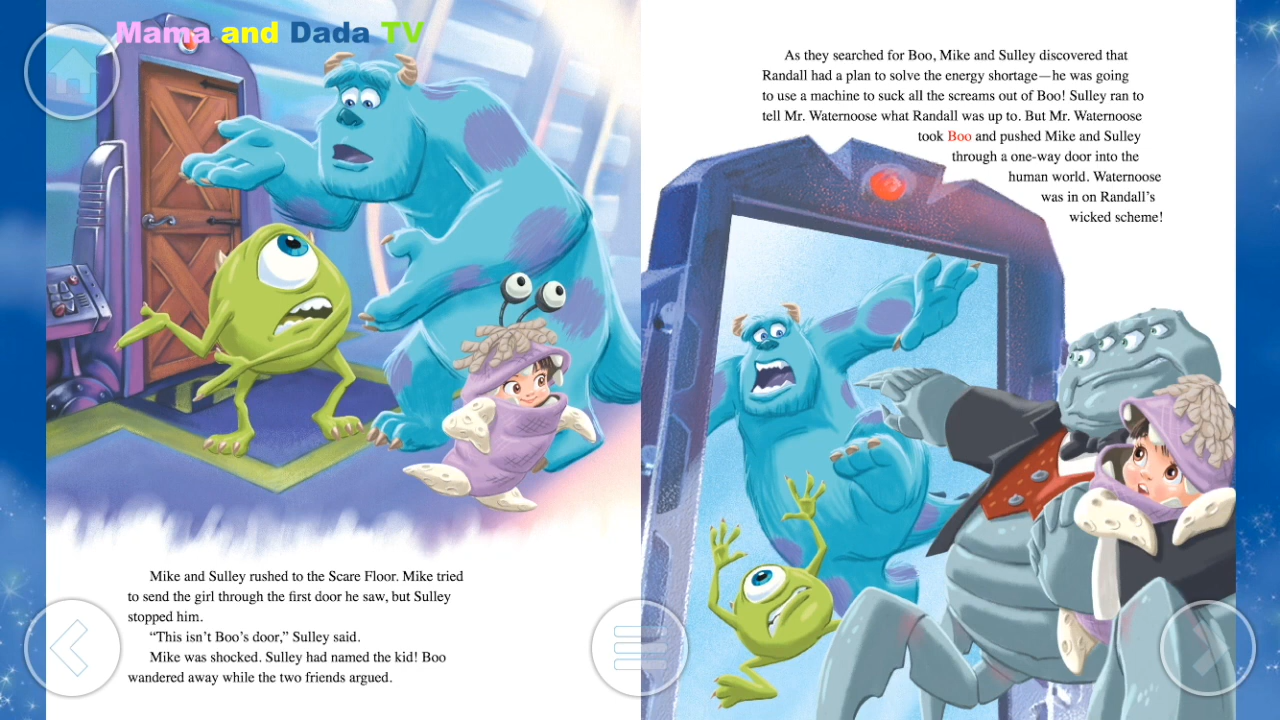 Mama and Dada TV
Mike and Sulley rushed to the Scare Floor. Mike tried
to send the girl through the first door he saw, but Sulley
stopped him.
“This isn’t Boo’s door,” Sulley said.
Mike was shocked. Sulley had named the kid! Boo
wandered away while the two friends argued.
As they searched for Boo, Mike and Sulley discovered that
Randall had a plan to solve the energy shortage—he was going
to use a machine to suck all the screams out of Boo! Sulley ran to
tell Mr. Waternoose what Randall was up to. But Mr. Waternoose
took Boo and pushed Mike and Sulley
through a one-way door into the
human world. Waternoose
was in on Randall’s
wicked scheme!